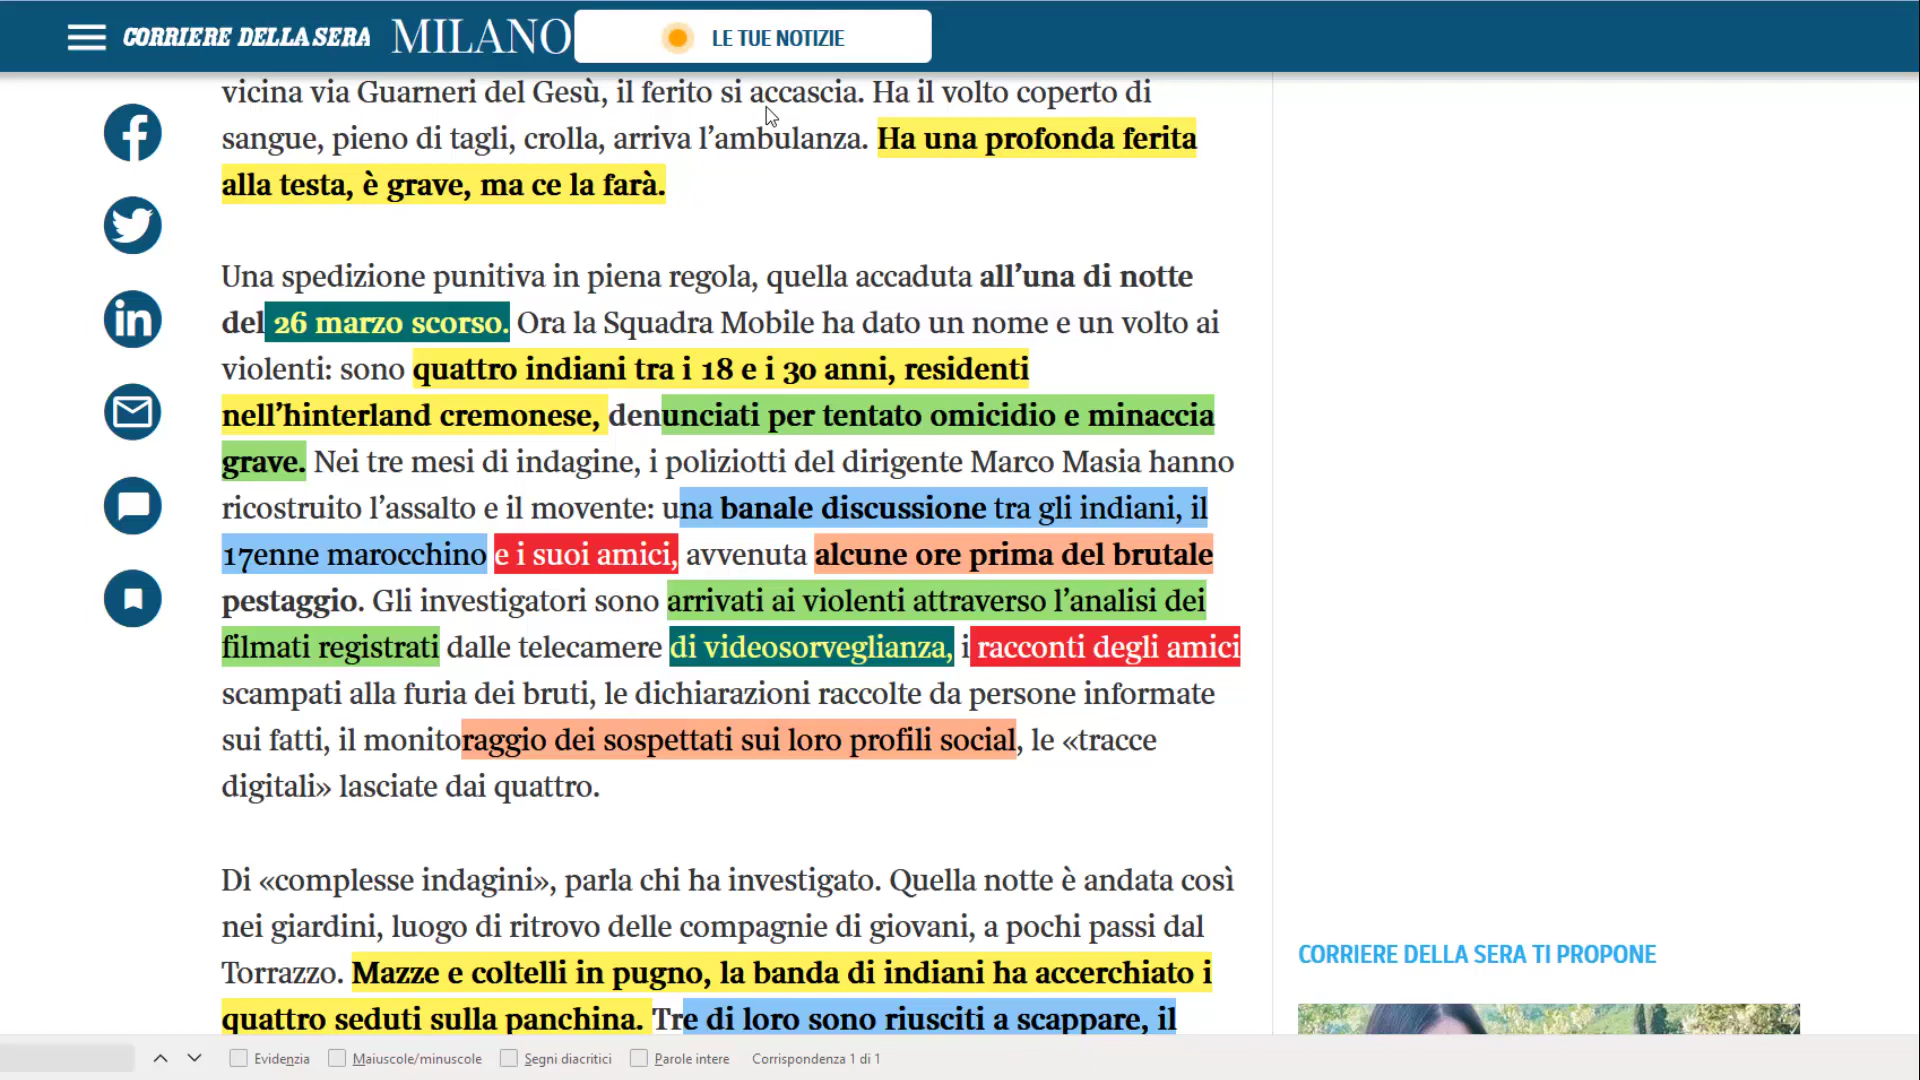 CORRIERE DELLA SERA MILANO LE TUE NOTIZIE
vicina via Guarneri del Gesù, il ferito si accascia. Ha il volto coperto di
sangue, pieno di tagli, crolla, arriva l’ambulanza. Ha una profonda ferita
alla testa, è grave, ma ce la farà.
Una spedizione punitiva in piena regola, quella accaduta all’una di notte
del 26 marzo scorso. Ora la Squadra Mobile ha dato un nome e un volto ai
violenti: sono quattro indiani tra i 18 e i 30 anni, residenti
nell’hinterland cremonese, denunciati per tentato omicidio e minaccia
grave. Nei tre mesi di indagine, i poliziotti del dirigente Marco Masia hanno
ricostruito l’assalto e il movente: una banale discussione tra gli indiani, il
17enne marocchino e i suoi amici, avvenuta alcune ore prima del brutale
pestaggio. Gli investigatori sono arrivati ai violenti attraverso l’analisi dei
filmati registrati dalle telecamere di videosorveglianza, i racconti degli amici
scampati alla furia dei bruti, le dichiarazioni raccolte da persone informate
sui fatti, il monitoraggio dei sospettati sui loro profili social, le «tracce
digitali» lasciate dai quattro.
Di «complesse indagini», parla chi ha investigato. Quella notte è andata così
nei giardini, luogo di ritrovo delle compagnie di giovani, a pochi passi dal
Torrazzo. Mazze e coltelli in pugno, la banda di indiani ha accerchiato i
quattro seduti sulla panchina. Tre di loro sono riusciti a scappare, il
CORRIERE DELLA SERA TI PROPONE
Evidenzia Maiuscole/minuscole Segni diacritici Parole intere Corrispondenza 1 di 1